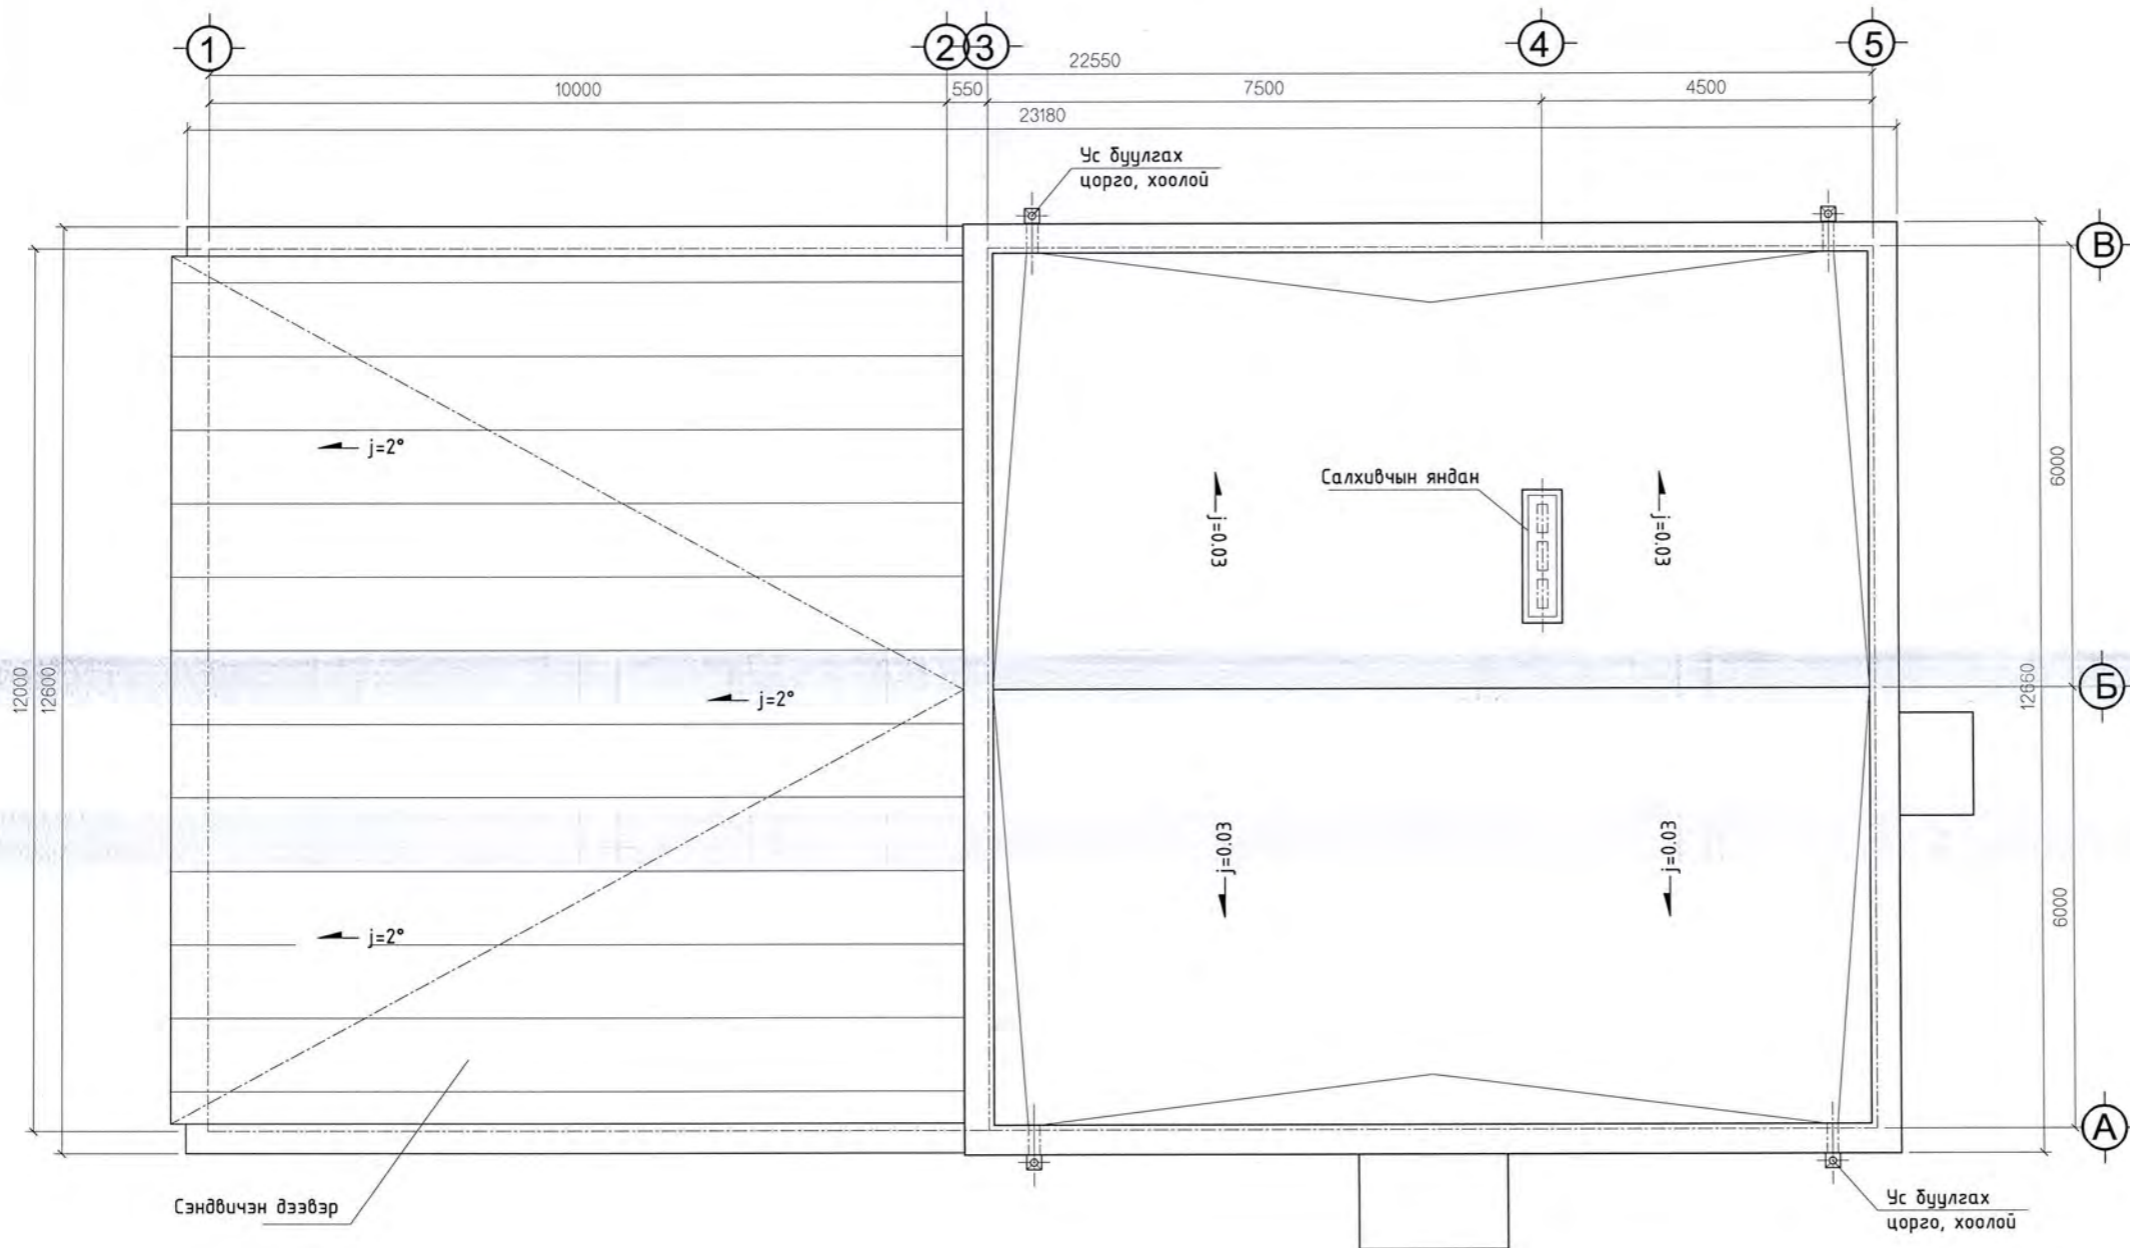 1
2
3
4
5
22550
10000
550
7500
4500
23180
Ус буулгах
цорго, хоолой
В
j=2°
Салхивчын яндан
j=0.03
j=0.03
6000
12000
12600
j=2°
12660
Б
j=0.03
j=0.03
6000
j=2°
А
Сэндвичэн дээвэр
Ус буулгах
цорго, хоолой